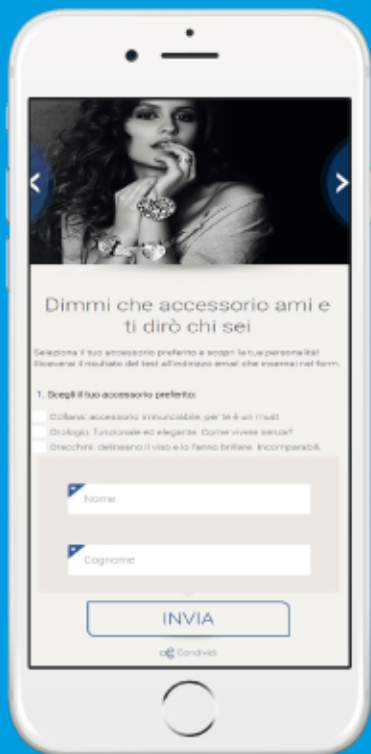 Dimmi che accessorio ami e
ti dirò chi sei
Seleziona il tuo accessorio preferito e scopri la tua personalità!
Riceverai il risultato del test all'indirizzo email che inserirai nel form.
1. Scegli il tuo accessorio preferito:
Collana: accessorio irrinunciabile, per te è un must
Orologio: funzionale ed elegante. Come vivere senza?
Orecchini: delineano il viso e lo fanno brillare. Incomparabili.
Nome
Cognome
INVIA
Condividi